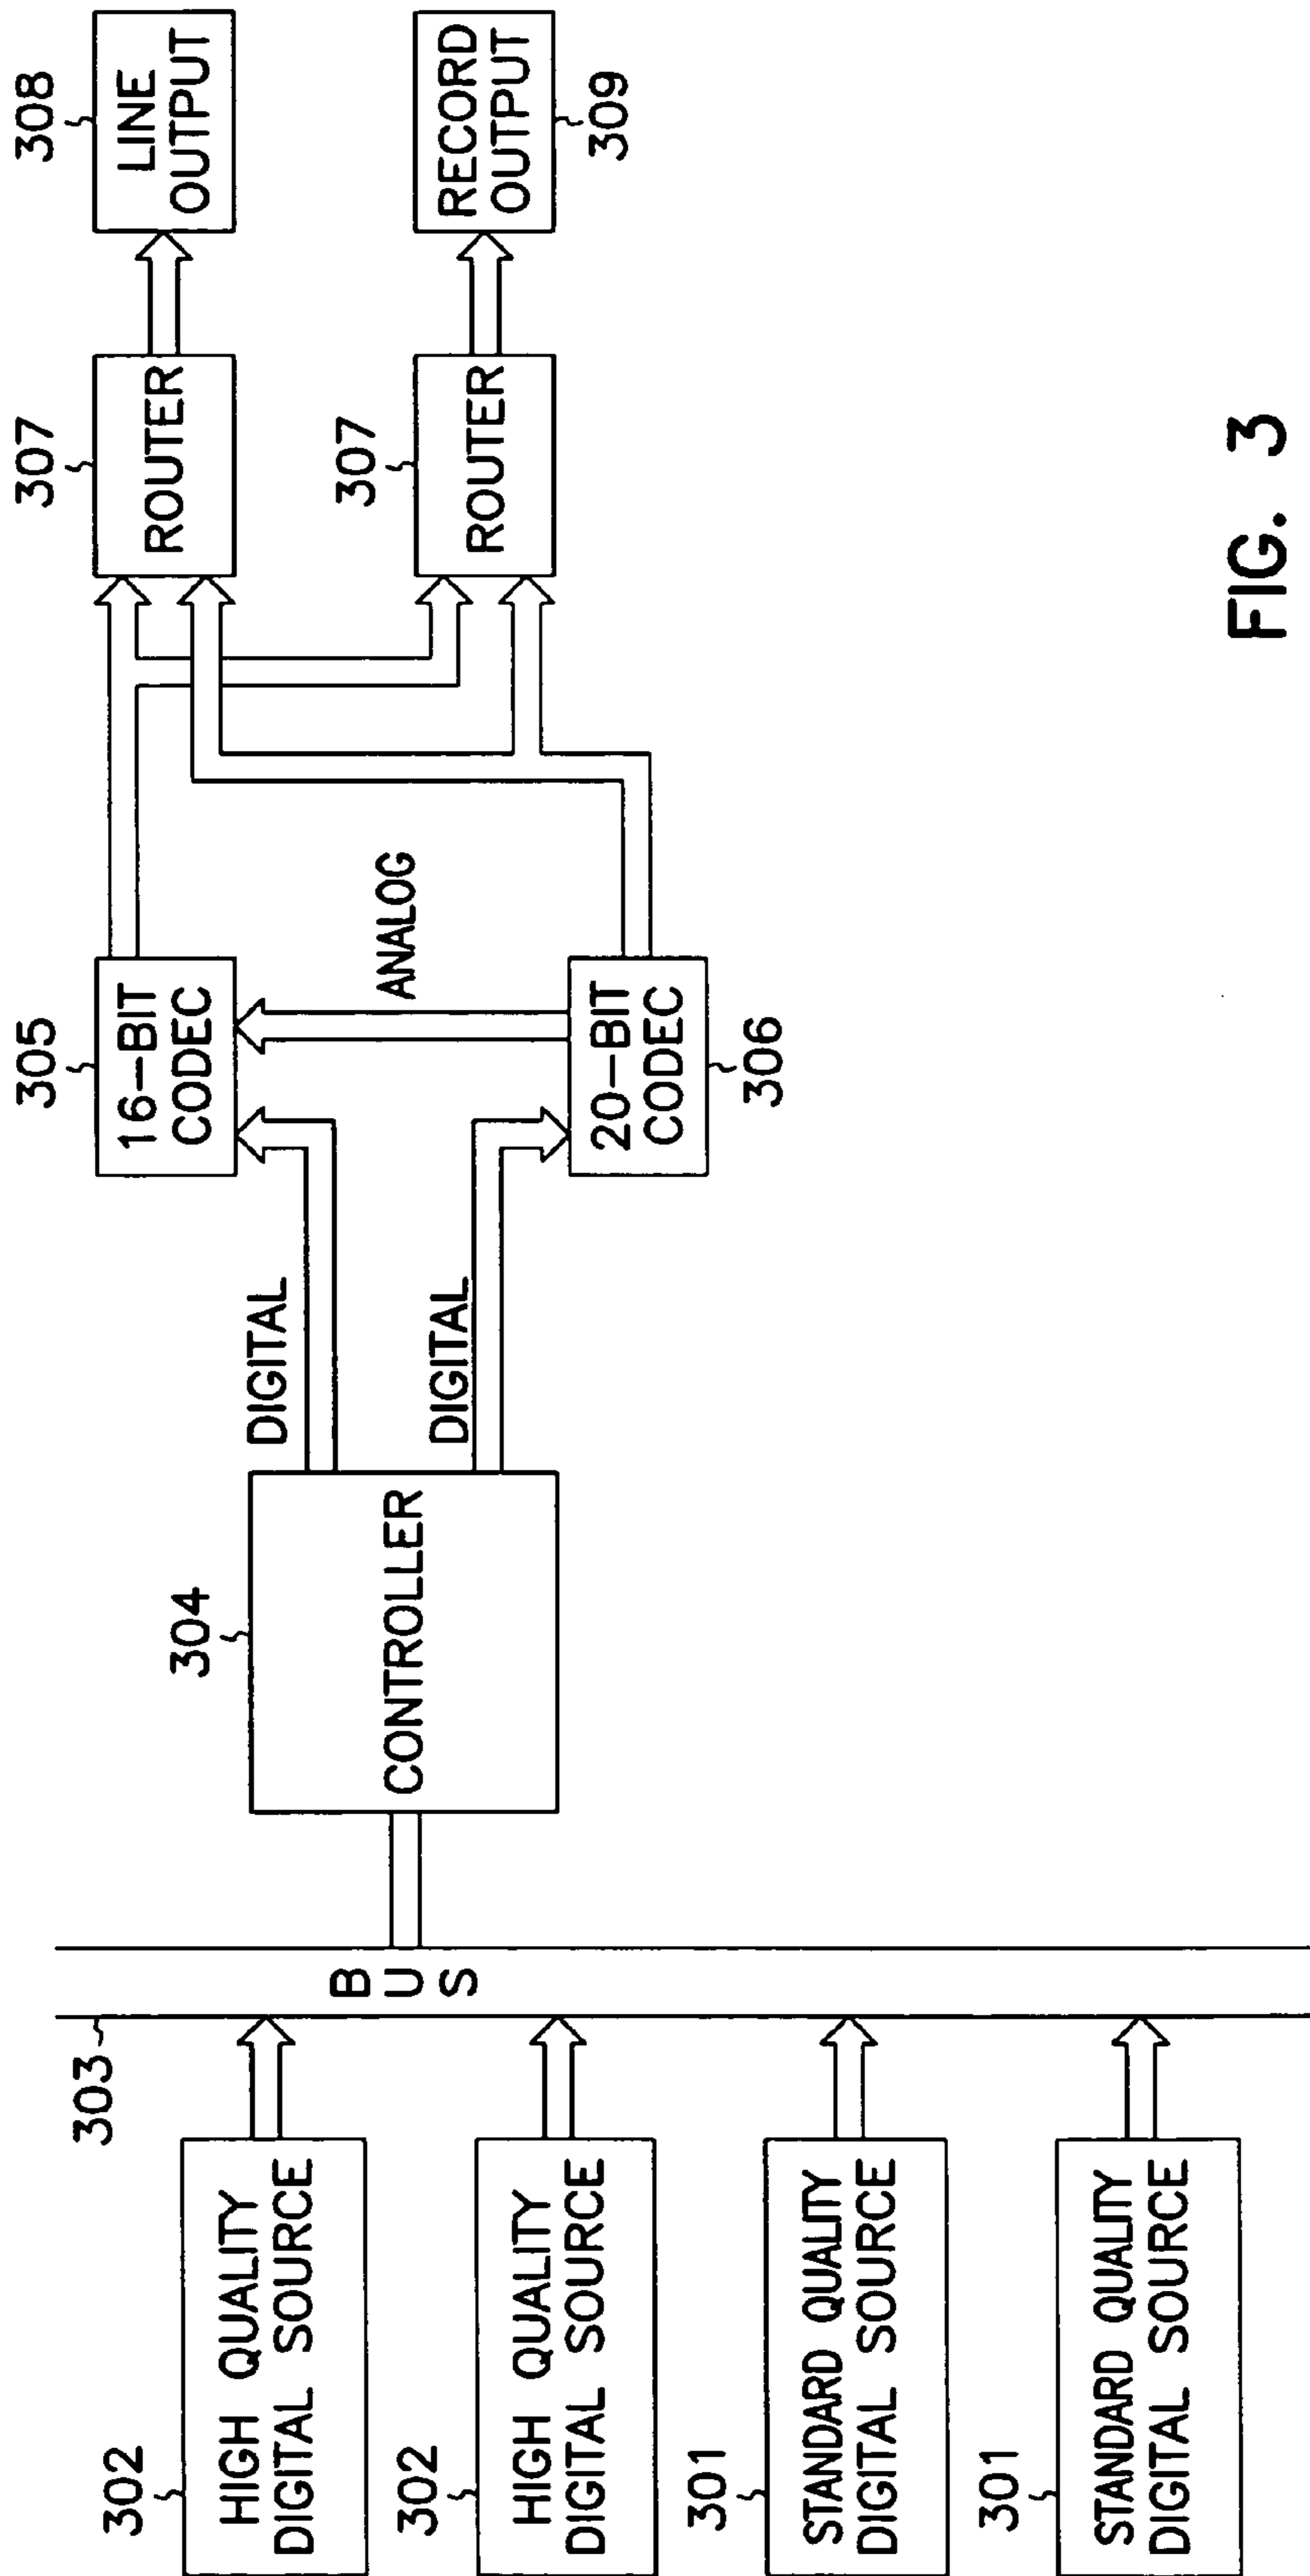 302
HIGH QUALITY
DIGITAL SOURCE
302
HIGH QUALITY
DIGITAL SOURCE
301
STANDARD QUALITY
DIGITAL SOURCE
301
STANDARD QUALITY
DIGITAL SOURCE
303
BUS
304
CONTROLLER
DIGITAL
DIGITAL
305
16-BIT
CODEC
ANALOG
20-BIT
CODEC
306
307
ROUTER
307
ROUTER
308
LINE
OUTPUT
RECORD
OUTPUT
309
FIG. 3